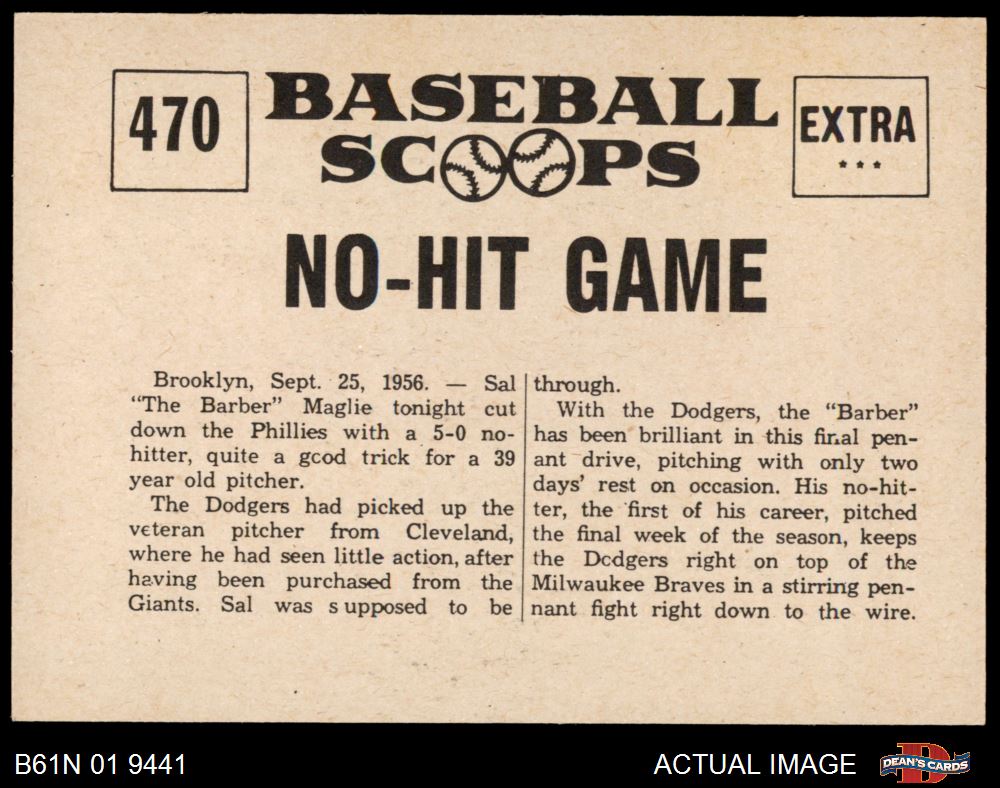 470
BASEBALL
SCOOPS
EXTRA
* * *
NO-HIT GAME
Brooklyn, Sept. 25, 1956. — Sal
"The Barber" Maglie tonight cut
down the Phillies with a 5-0 no-
hitter, quite a good trick for a 39
year old pitcher.
The Dodgers had picked up the
veteran pitcher from Cleveland,
where he had seen little action, after
having been purchased from the
Giants. Sal was supposed to be
through.
With the Dodgers, the "Barber"
has been brilliant in this final pen-
ant drive, pitching with only two
days' rest on occasion. His no-hit-
ter, the first of his career, pitched
the final week of the season, keeps
the Dodgers right on top of the
Milwaukee Braves in a stirring pen-
nant fight right down to the wire.
B61N 01 9441
ACTUAL IMAGE
DEAN'S CARDS